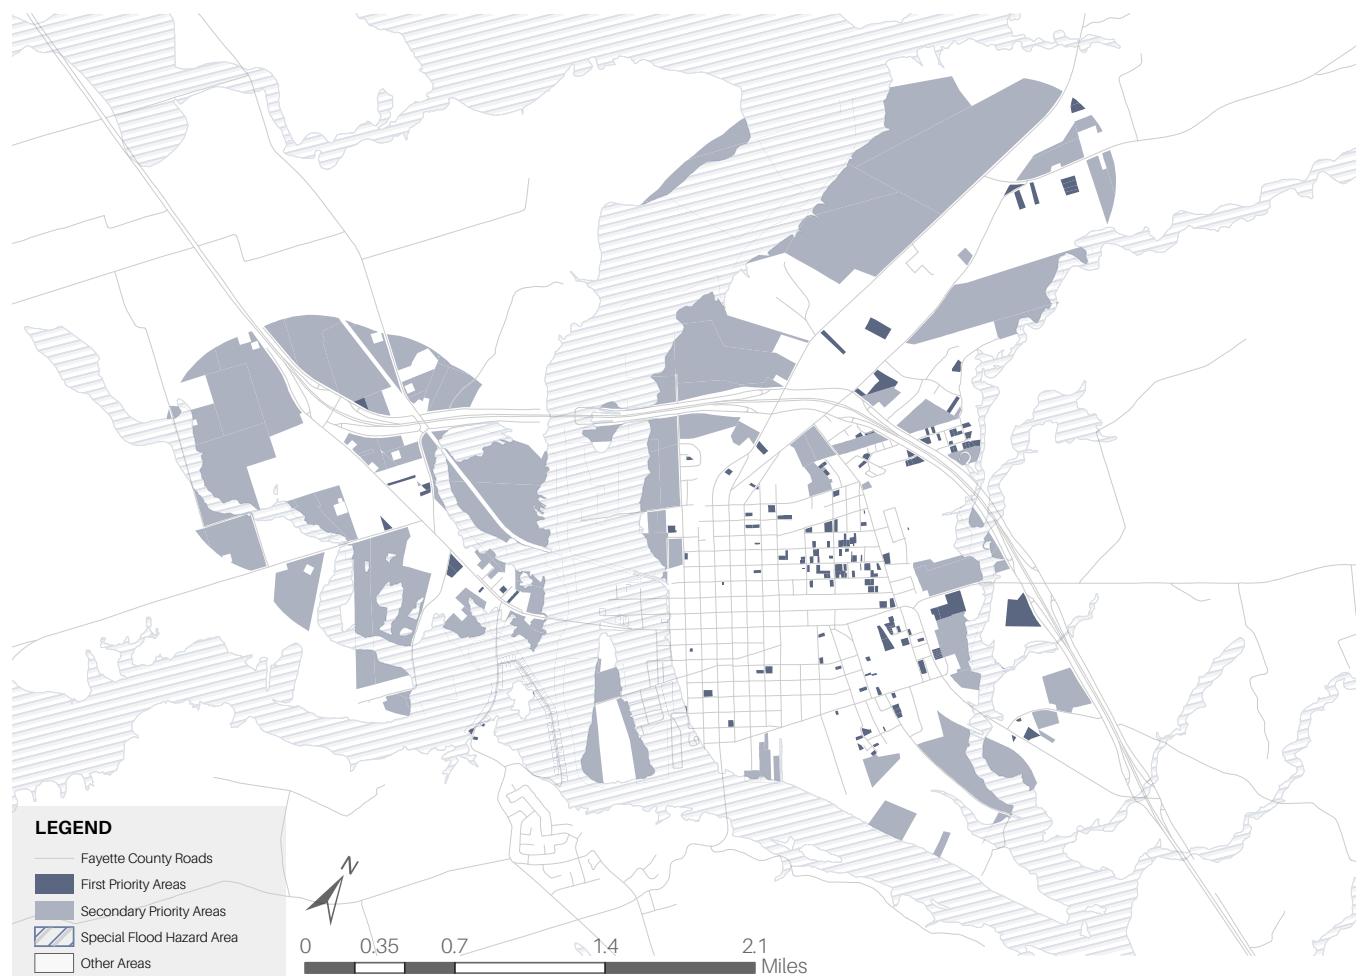 LEGEND
Fayette County Roads
First Priority Areas
Secondary Priority Areas
Special Flood Hazard Area
Other Areas
N
0 0.35 0.7 1.4 2.1
Miles